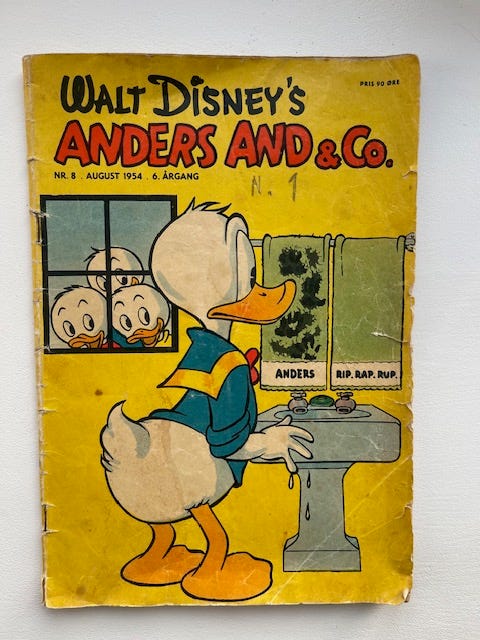 PRIS 90 ØRE
WALT DISNEY'S
ANDERS AND & CO.
NR. 8 . AUGUST 1954 . 6. ÅRGANG
N. 1
ANDERS
RIP. RAP. RUP.